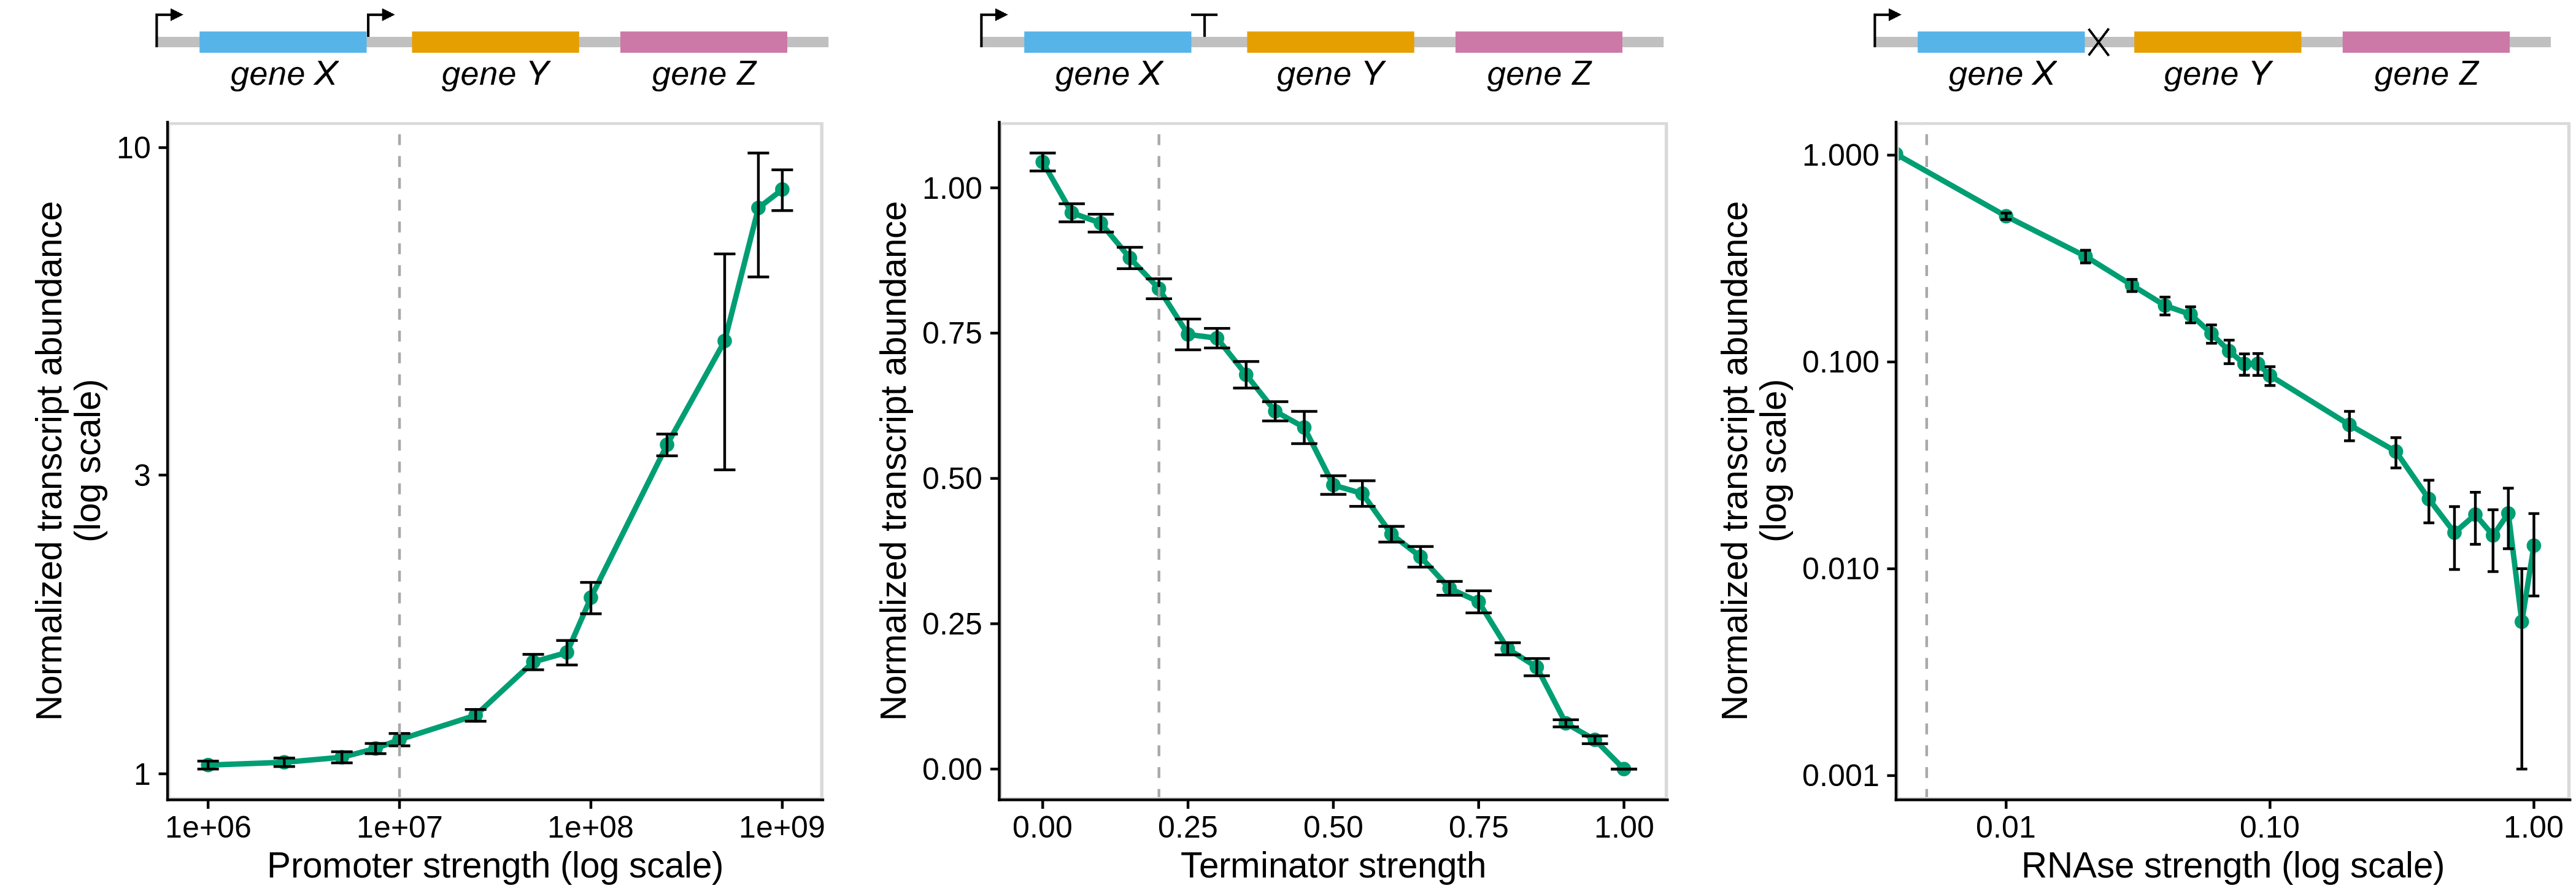 gene X
gene Y
gene Z
gene X
gene Y
gene Z
gene X
gene Y
gene Z
Normalized transcript abundance
(log scale)
10
3
1
1e+06
1e+07
1e+08
1e+09
Promoter strength (log scale)
Normalized transcript abundance
1.00
0.75
0.50
0.25
0.00
0.00
0.25
0.50
0.75
1.00
Terminator strength
Normalized transcript abundance
(log scale)
1.000
0.100
0.010
0.001
0.01
0.10
1.00
RNAse strength (log scale)